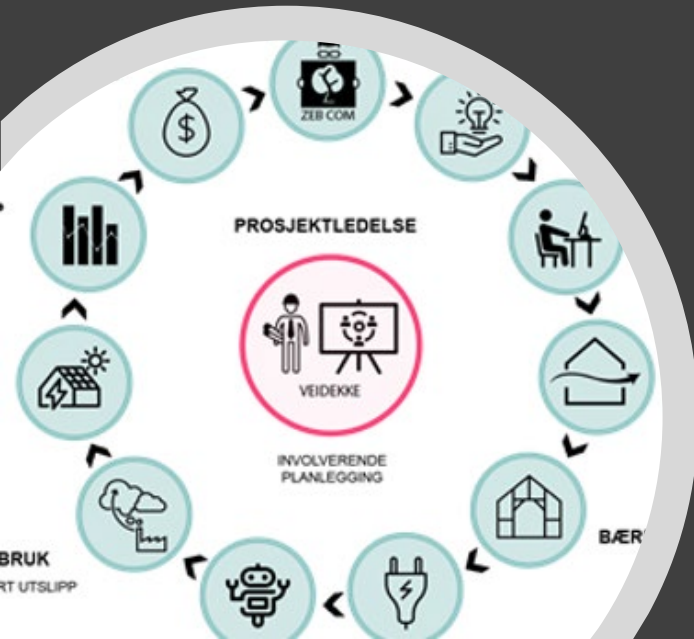 ZEB COM
PROSJEKTLEDELSE
$
VEIDEKKE
INVOLVERENDE
PLANLEGGING
BÆR
BRUK
RT UTSLIPP